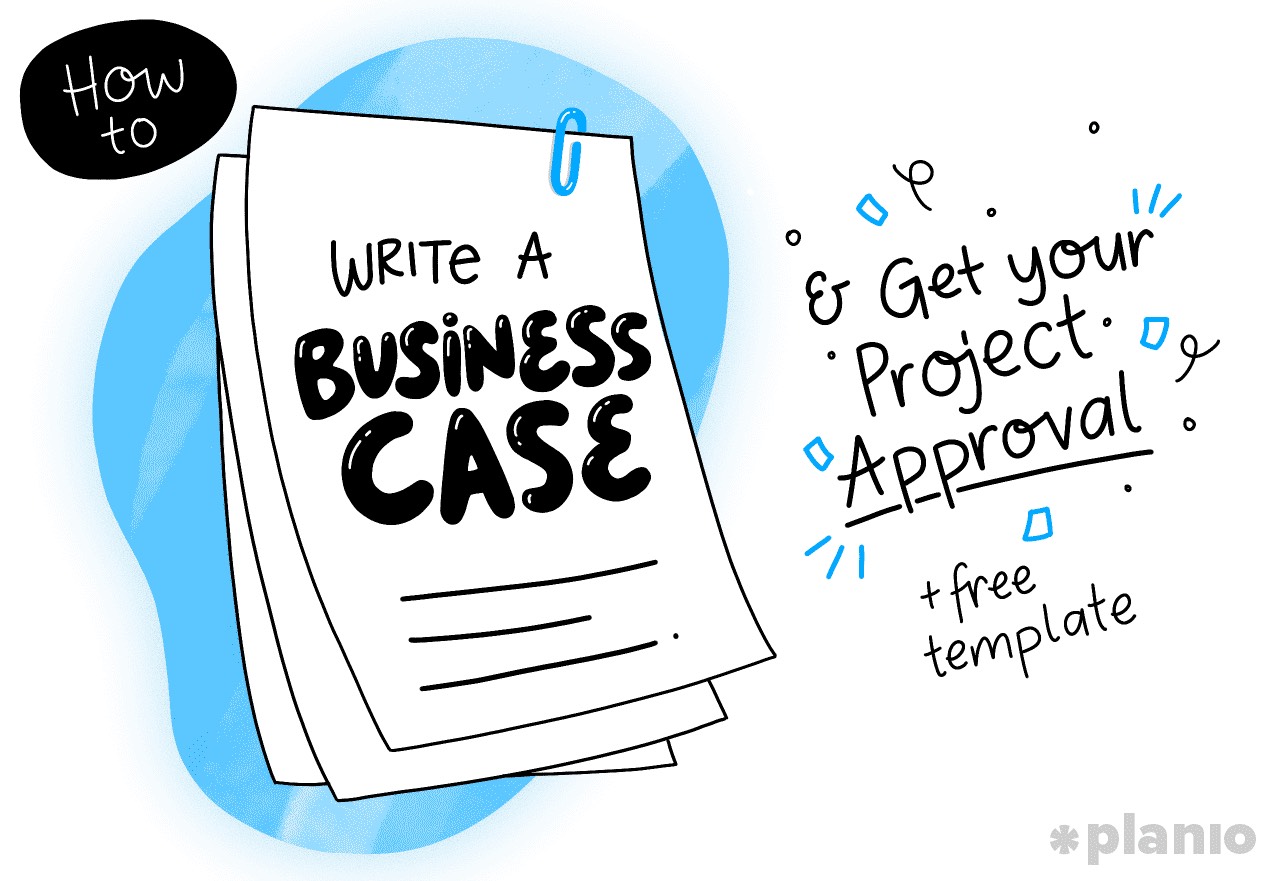 How
to
WRITe A
BUSiNESS
CASE
& Get your
Project
Approval
+ free
template
*planio